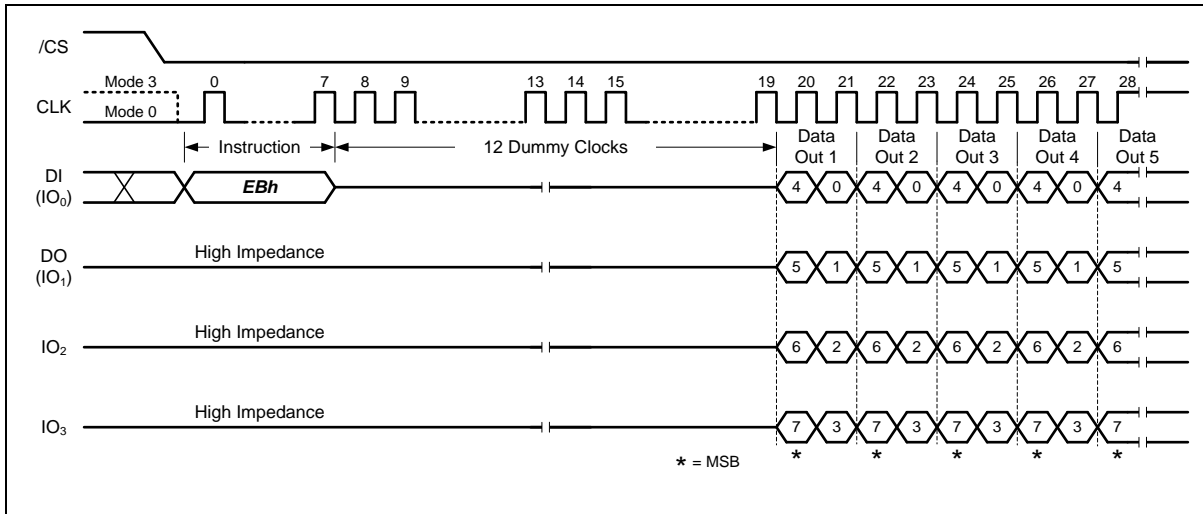 /CS
Mode 3 0 7 8 9 13 14 15 19 20 21 22 23 24 25 26 27 28
CLK
Mode 0
Instruction 12 Dummy Clocks Data Out 1 Data Out 2 Data Out 3 Data Out 4 Data Out 5
DI (IO₀) EBh 4 0 4 0 4 0 4 0 4
DO (IO₁) High Impedance 5 1 5 1 5 1 5 1 5
IO₂ High Impedance 6 2 6 2 6 2 6 2 6
IO₃ High Impedance 7 3 7 3 7 3 7 3 7
* = MSB * * * * *